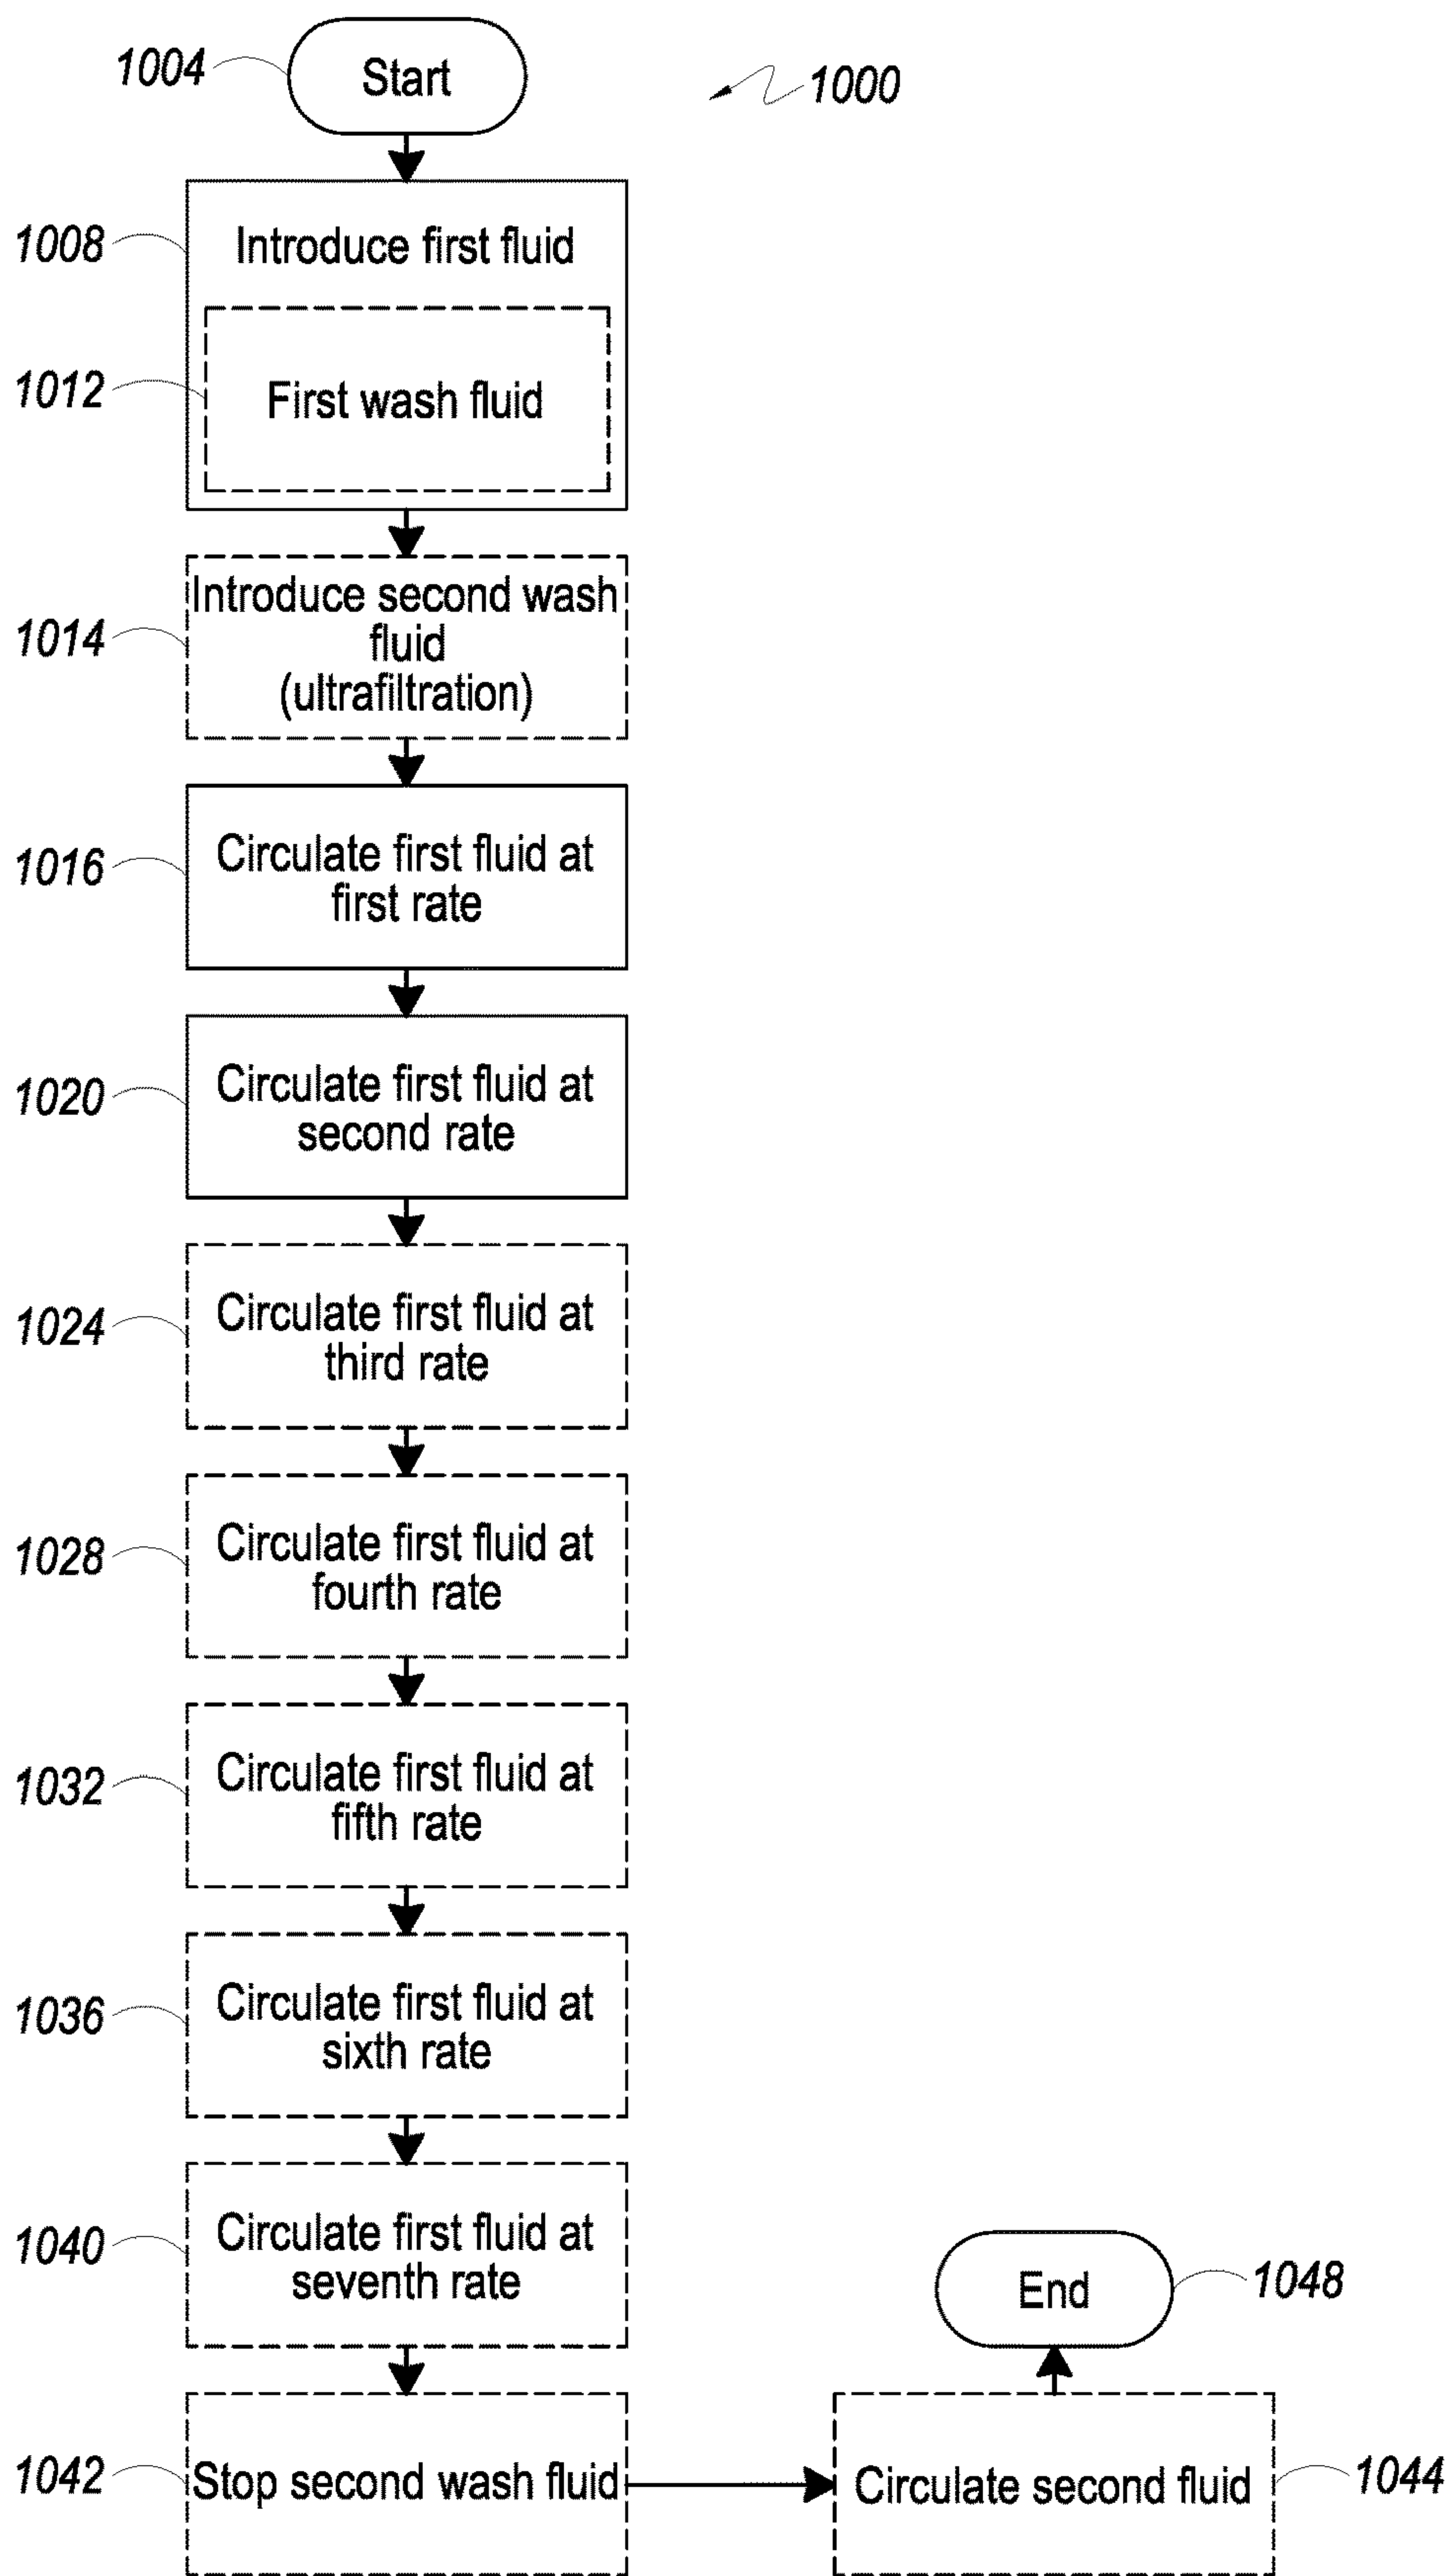 1004
Start
1000
1008
Introduce first fluid
1012
First wash fluid
1014
Introduce second wash
fluid
(ultrafiltration)
1016
Circulate first fluid at
first rate
1020
Circulate first fluid at
second rate
1024
Circulate first fluid at
third rate
1028
Circulate first fluid at
fourth rate
1032
Circulate first fluid at
fifth rate
1036
Circulate first fluid at
sixth rate
1040
Circulate first fluid at
seventh rate
End
1048
1042
Stop second wash fluid
Circulate second fluid
1044